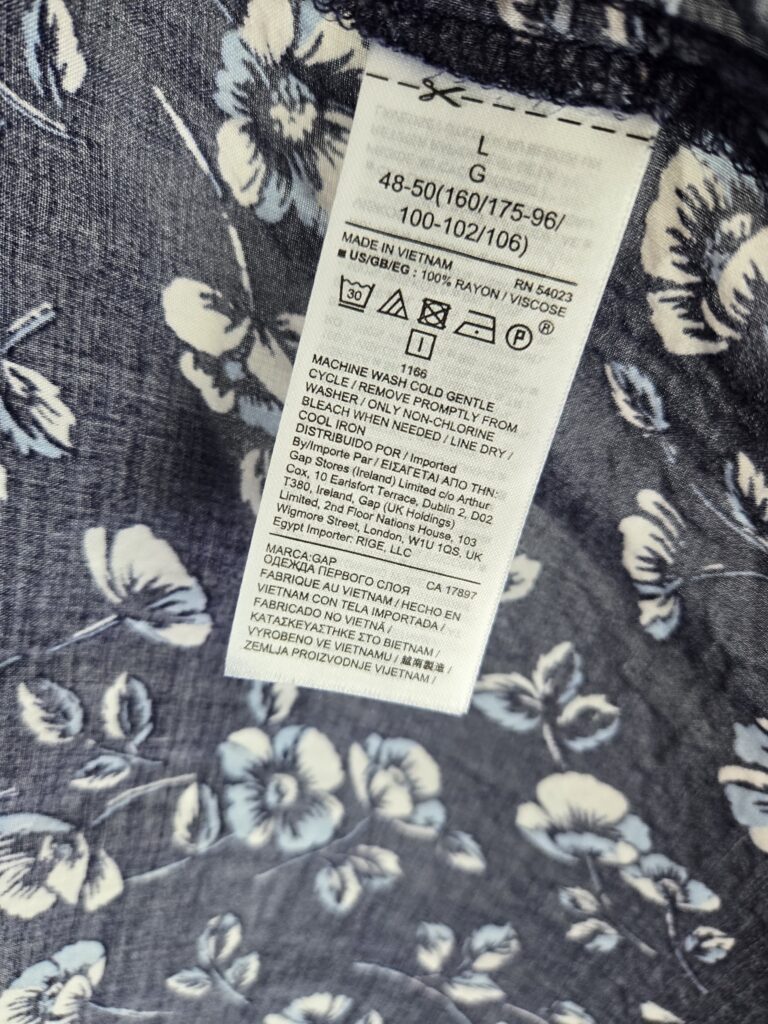 L
G
48-50(160/175-96/
100-102/106)
MADE IN VIETNAM RN 54023
■ US/GB/EG : 100% RAYON / VISCOSE
30 P ®
I
1166
MACHINE WASH COLD GENTLE
CYCLE / REMOVE PROMPTLY FROM
WASHER / ONLY NON-CHLORINE
BLEACH WHEN NEEDED / LINE DRY /
COOL IRON
DISTRIBUIDO POR / Imported
By/Importe Par / ΕΙΣΑΓΕΤΑΙ ΑΠΟ ΤΗΝ:
Gap Stores (Ireland) Limited c/o Arthur
Cox, 10 Earlsfort Terrace, Dublin 2, D02
T380, Ireland, Gap (UK Holdings)
Limited, 2nd Floor Nations House, 103
Wigmore Street, London, W1U 1QS, UK
Egypt Importer: RIGE, LLC
MARCA:GAP CA 17897
ОДЕЖДА ПЕРВОГО СЛОЯ
FABRIQUE AU VIETNAM / HECHO EN
VIETNAM CON TELA IMPORTADA /
FABRICADO NO VIETNÃ /
ΚΑΤΑΣΚΕΥΑΣΤΗΚΕ ΣΤΟ ΒΙΕΤΝΑΜ /
VYROBENO VE VIETNAMU / 越南製造 /
ZEMLJA PROIZVODNJE VIJETNAM /